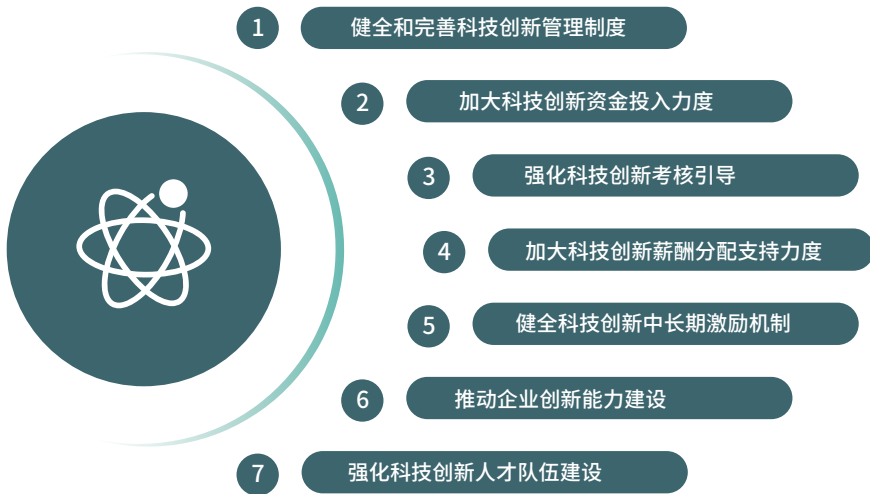 1 健全和完善科技创新管理制度
2 加大科技创新资金投入力度
3 强化科技创新考核引导
4 加大科技创新薪酬分配支持力度
5 健全科技创新中长期激励机制
6 推动企业创新能力建设
7 强化科技创新人才队伍建设